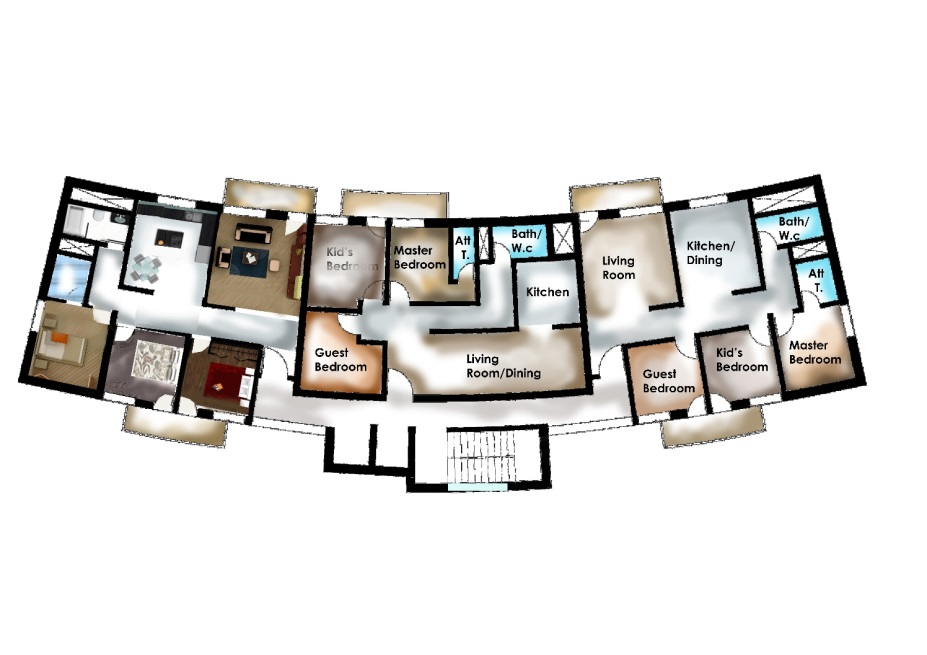 Kid's
Bedroom
Master
Bedroom
Att
T.
Bath/
W.c
Kitchen
Guest
Bedroom
Living
Room/Dining
Living
Room
Kitchen/
Dining
Bath/
W.c
Att
T.
Guest
Bedroom
Kid's
Bedroom
Master
Bedroom